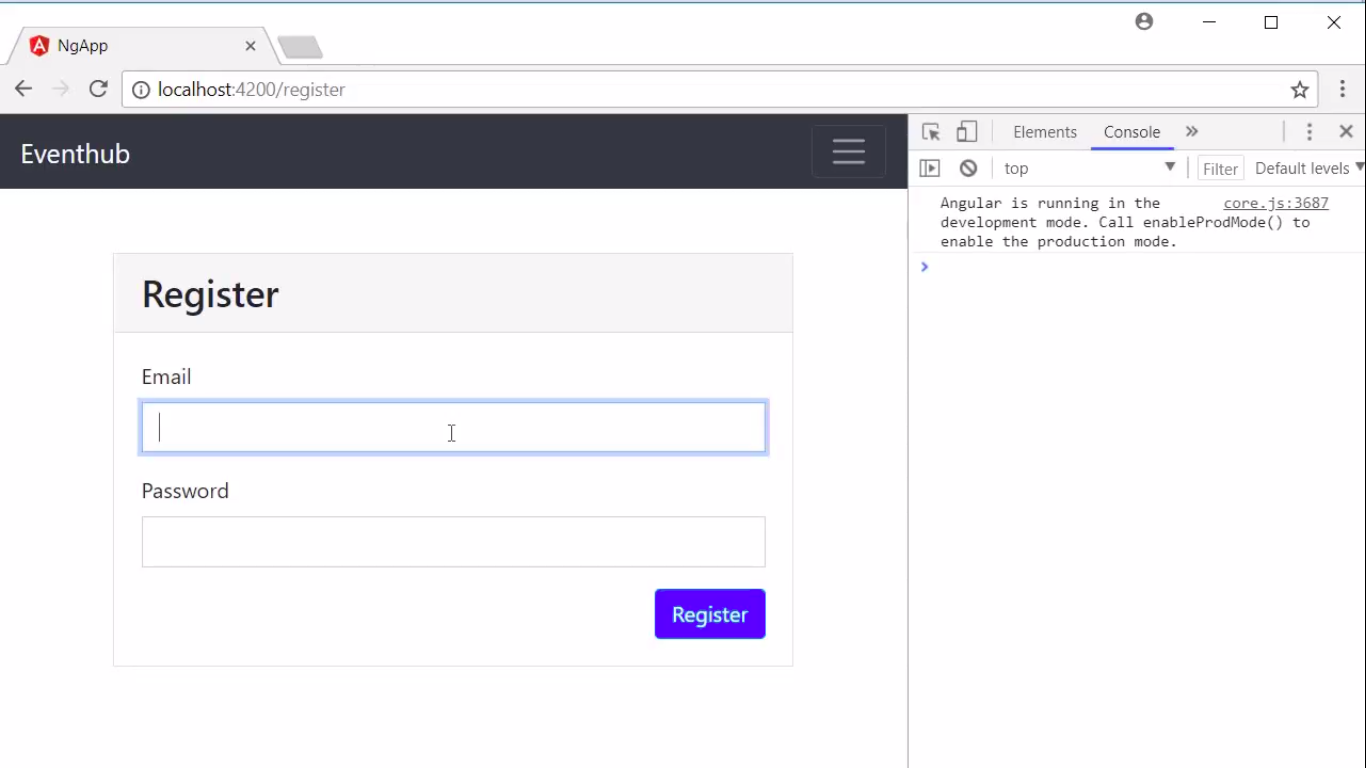 NgApp
localhost:4200/register
Eventhub
Elements Console »
top Filter Default levels
Angular is running in the core.js:3687
development mode. Call enableProdMode() to
enable the production mode.
Register
Email
Password
Register